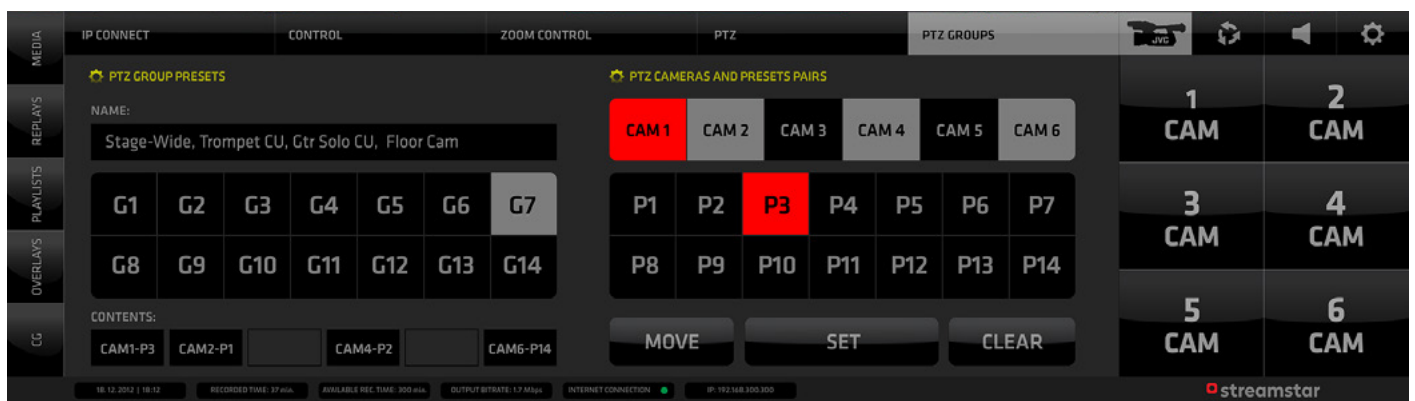 MEDIA
REPLAYS
PLAYLISTS
OVERLAYS
CG
IP CONNECT CONTROL ZOOM CONTROL PTZ PTZ GROUPS
JVC
PTZ GROUP PRESETS
NAME:
Stage-Wide, Trompet CU, Gtr Solo CU, Floor Cam
G1 G2 G3 G4 G5 G6 G7
G8 G9 G10 G11 G12 G13 G14
CONTENTS:
CAM1-P3 CAM2-P1 CAM4-P2 CAM6-P14
PTZ CAMERAS AND PRESETS PAIRS
CAM 1 CAM 2 CAM 3 CAM 4 CAM 5 CAM 6
P1 P2 P3 P4 P5 P6 P7
P8 P9 P10 P11 P12 P13 P14
MOVE SET CLEAR
1 CAM
2 CAM
3 CAM
4 CAM
5 CAM
6 CAM
18.12.2012 | 18:12 RECORDED TIME: 37 min. AVAILABLE REC. TIME: 300 min. OUTPUT BITRATE: 1.7 Mbps INTERNET CONNECTION IP: 192.168.300.300
streamstar